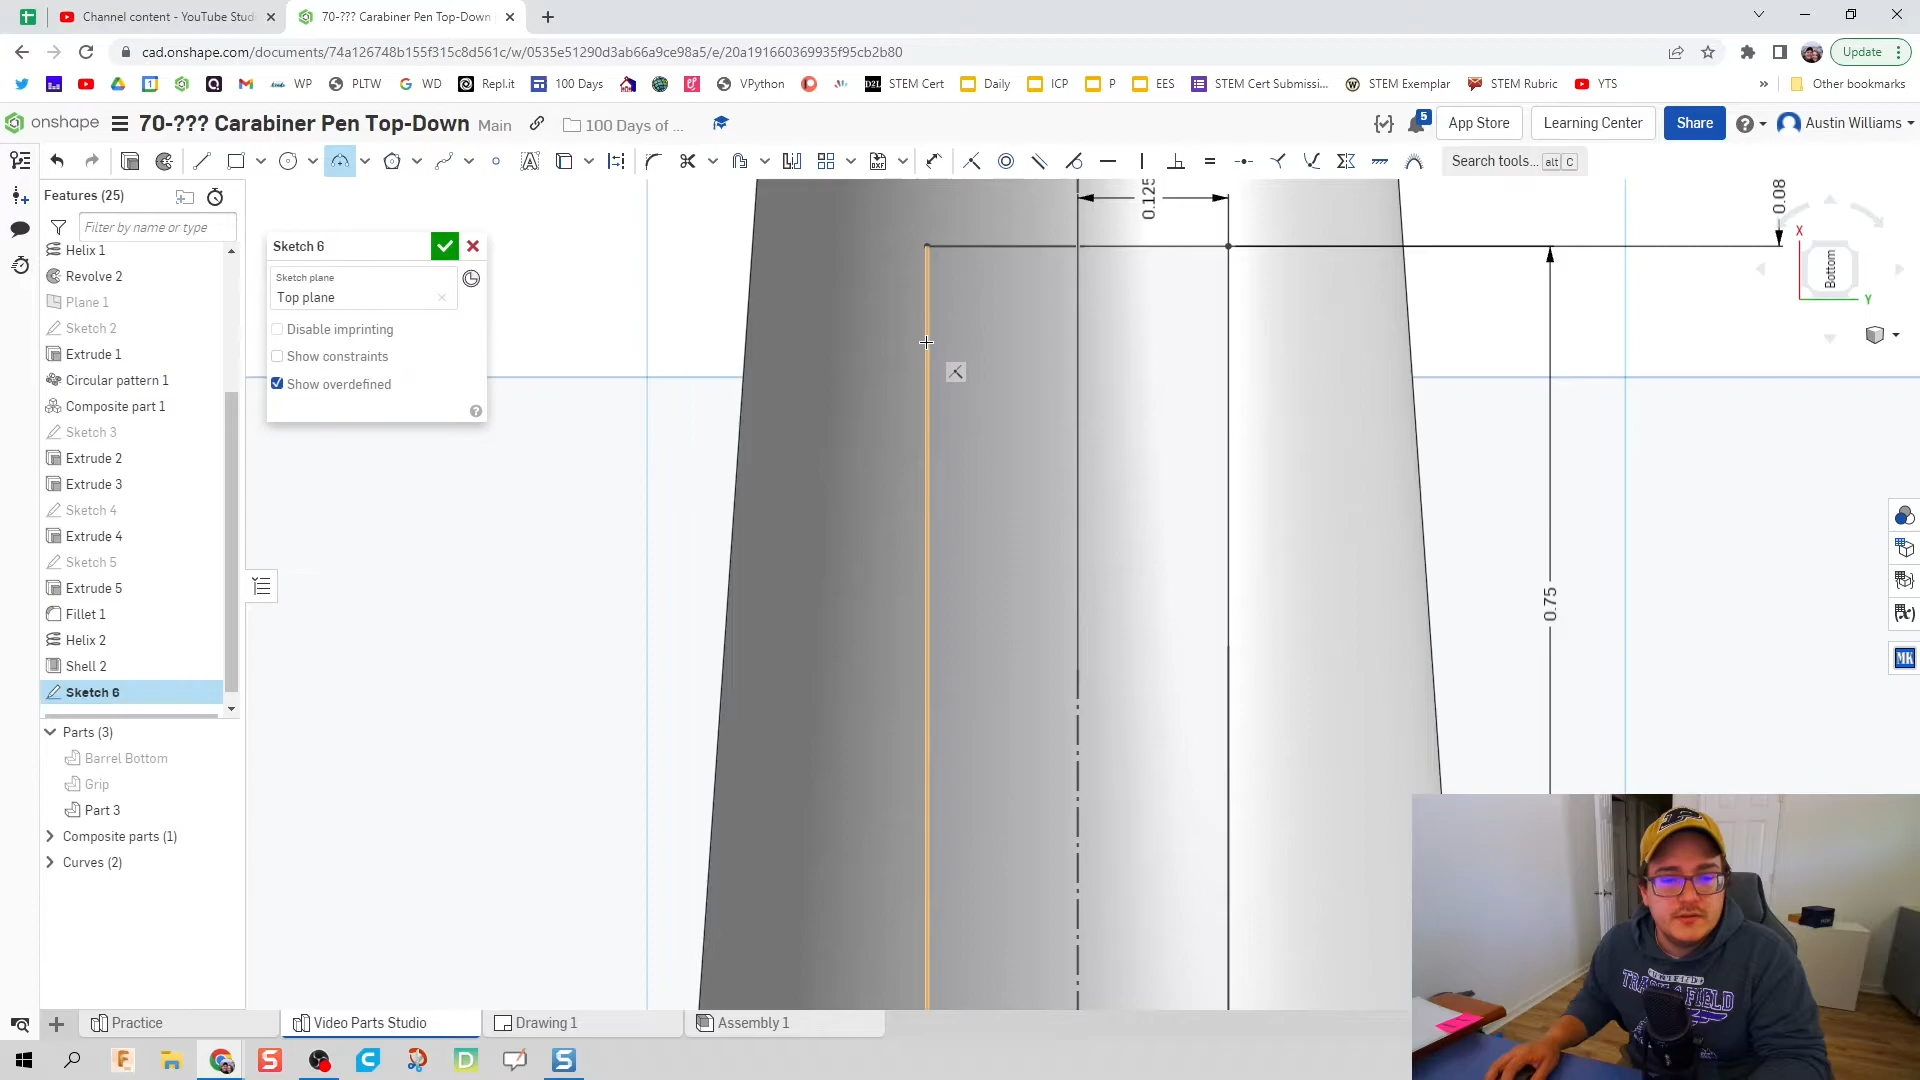 Channel content - YouTube Stud
70-??? Carabiner Pen Top-Down
cad.onshape.com/documents/74a126748b155f315c8d561c/w/0535e51290d3ab66a9ce98a5/e/20a191660369935f95cb2b80
Update
WP
PLTW
WD
Repl.it
100 Days
VPython
STEM Cert
Daily
ICP
P
EES
STEM Cert Submissi...
STEM Exemplar
STEM Rubric
YTS
»
Other bookmarks
onshape
70-??? Carabiner Pen Top-Down
Main
100 Days of ...
5
App Store
Learning Center
Share
Austin Williams
Search tools...
alt C
Features (25)
Filter by name or type
Helix 1
Revolve 2
Plane 1
Sketch 2
Extrude 1
Circular pattern 1
Composite part 1
Sketch 3
Extrude 2
Extrude 3
Sketch 4
Extrude 4
Sketch 5
Extrude 5
Fillet 1
Helix 2
Shell 2
Sketch 6
Parts (3)
Barrel Bottom
Grip
Part 3
Composite parts (1)
Curves (2)
Sketch 6
Sketch plane
Top plane
Disable imprinting
Show constraints
Show overdefined
0.125
0.08
0.75
X
Bottom
Y
MK
TRACK & FIELD
Practice
Video Parts Studio
Drawing 1
Assembly 1